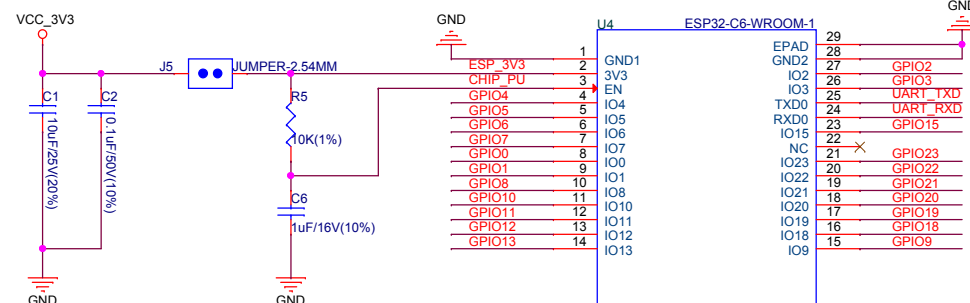 VCC_3V3
GND
U4
ESP32-C6-WROOM-1
GND
J5
JUMPER-2.54MM
C1
10uF/25V(20%)
C2
0.1uF/50V(10%)
R5
10K(1%)
C6
1uF/16V(10%)
GND
GND
1 GND1
ESP_3V3 2 3V3
CHIP_PU 3 EN
GPIO4 4 IO4
GPIO5 5 IO5
GPIO6 6 IO6
GPIO7 7 IO7
GPIO0 8 IO0
GPIO1 9 IO1
GPIO8 10 IO8
GPIO10 11 IO10
GPIO11 12 IO11
GPIO12 13 IO12
GPIO13 14 IO13
EPAD 29
GND2 28
IO2 27 GPIO2
IO3 26 GPIO3
TXD0 25 UART_TXD
RXD0 24 UART_RXD
IO15 23 GPIO15
NC 22
IO23 21 GPIO23
IO22 20 GPIO22
IO21 19 GPIO21
IO20 18 GPIO20
IO19 17 GPIO19
IO18 16 GPIO18
IO9 15 GPIO9